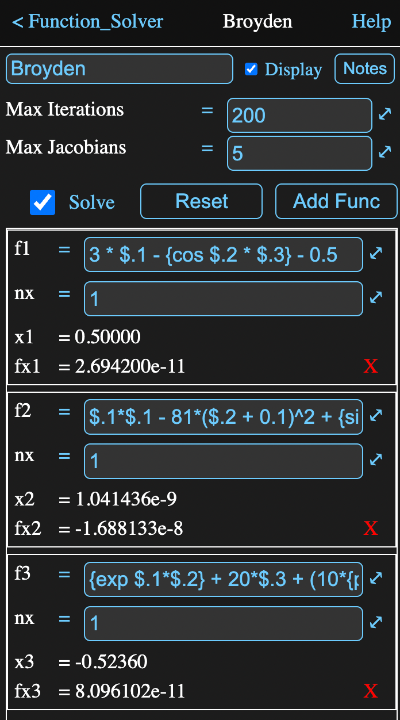 < Function_Solver Broyden Help
Broyden Display Notes
Max Iterations = 200
Max Jacobians = 5
Solve Reset Add Func
f1 = 3 * $.1 - {cos $.2 * $.3} - 0.5
nx = 1
x1 = 0.50000
fx1 = 2.694200e-11 X
f2 = $.1*$.1 - 81*($.2 + 0.1)^2 + {si
nx = 1
x2 = 1.041436e-9
fx2 = -1.688133e-8 X
f3 = {exp $.1*$.2} + 20*$.3 + (10*{p
nx = 1
x3 = -0.52360
fx3 = 8.096102e-11 X